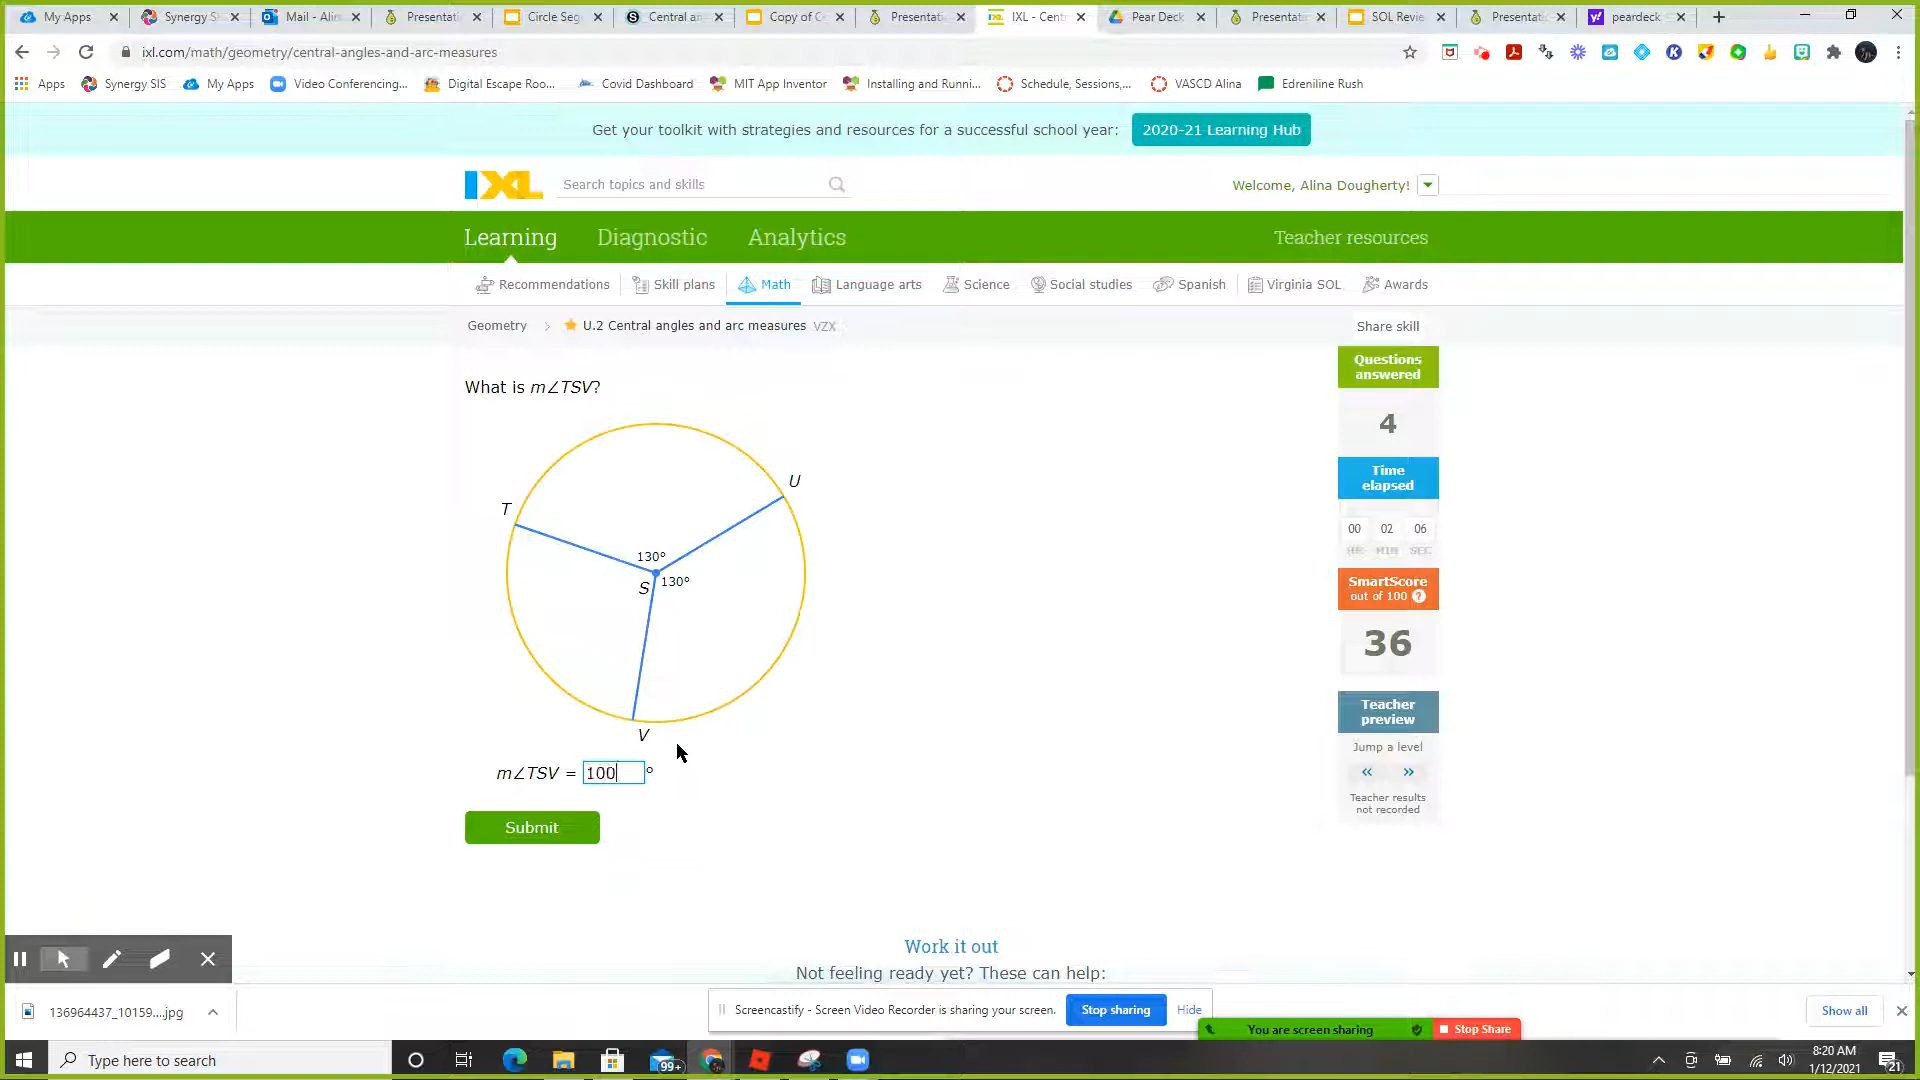 My Apps
Synergy S
Mail - Alin
Presentati
Circle Seg
Central an
Copy of C
Presentati
IXL - Cent
Pear Deck
Presentati
SOL Revie
Presentati
peardeck
ixl.com/math/geometry/central-angles-and-arc-measures
Apps
Synergy SIS
My Apps
Video Conferencing...
Digital Escape Roo...
Covid Dashboard
MIT App Inventor
Installing and Runni...
Schedule, Sessions,...
VASCD Alina
Edreniline Rush
Get your toolkit with strategies and resources for a successful school year:
2020-21 Learning Hub
IXL
Search topics and skills
Welcome, Alina Dougherty!
Learning
Diagnostic
Analytics
Teacher resources
Recommendations
Skill plans
Math
Language arts
Science
Social studies
Spanish
Virginia SOL
Awards
Geometry
U.2 Central angles and arc measures VZX
Share skill
Questions
answered
4
Time
elapsed
00 02 06
HR MIN SEC
SmartScore
out of 100 ?
36
Teacher
preview
Jump a level
« »
Teacher results
not recorded
What is m∠TSV?
U
T
130°
130°
S
V
m∠TSV = 100 °
Submit
Work it out
Not feeling ready yet? These can help:
136964437_10159....jpg
Screencastify - Screen Video Recorder is sharing your screen.
Stop sharing
Hide
You are screen sharing
Stop Share
Show all
Type here to search
99+
8:20 AM
1/12/2021
21